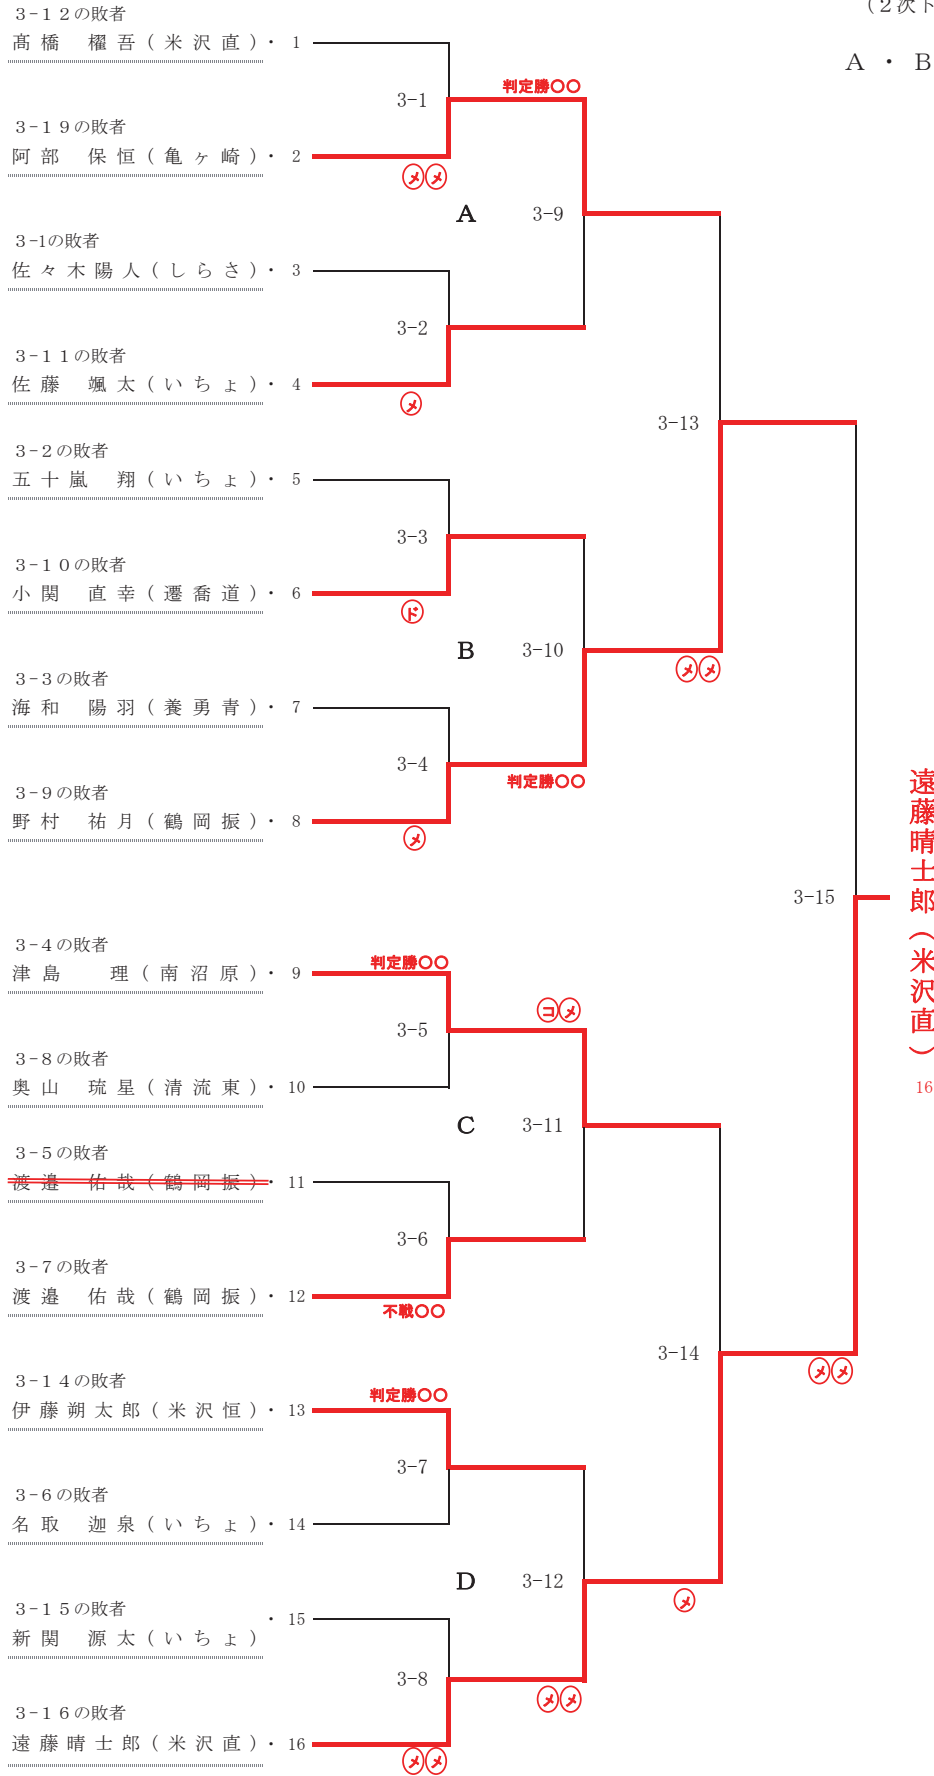 （２次ト
3-１２の敗者
髙橋　櫂吾(米沢直)・ 1
A ・ B
判定勝〇〇
3-1
3-１９の敗者
阿部　保恒(亀ヶ崎)・ 2
メメ
A 3-9
3-1の敗者
佐々木陽人(しらさ)・ 3
3-2
3-１１の敗者
佐藤　颯太(いちょ)・ 4
メ
3-13
3-２の敗者
五十嵐　翔(いちょ)・ 5
3-3
3-１０の敗者
小関　直幸(遷喬道)・ 6
ド
B 3-10
メメ
3-３の敗者
海和　陽羽(養勇青)・ 7
3-4
判定勝〇〇
3-９の敗者
野村　祐月(鶴岡振)・ 8
メ
遠藤晴士郎(米沢直)
16
3-15
3-４の敗者
判定勝〇〇
津島　理(南沼原)・ 9
コメ
3-5
3-８の敗者
奥山　琉星(清流東)・ 10
C 3-11
3-５の敗者
渡邉　佑哉(鶴岡振)・ 11
3-6
3-７の敗者
渡邉　佑哉(鶴岡振)・ 12
不戦〇〇
3-14
メメ
3-１４の敗者
判定勝〇〇
伊藤朔太郎(米沢恒)・ 13
3-7
3-６の敗者
名取　迦泉(いちょ)・ 14
D 3-12
メ
3-１５の敗者
・ 15
新関　源太(いちょ)
3-8
メメ
3-１６の敗者
遠藤晴士郎(米沢直)・ 16
メメ